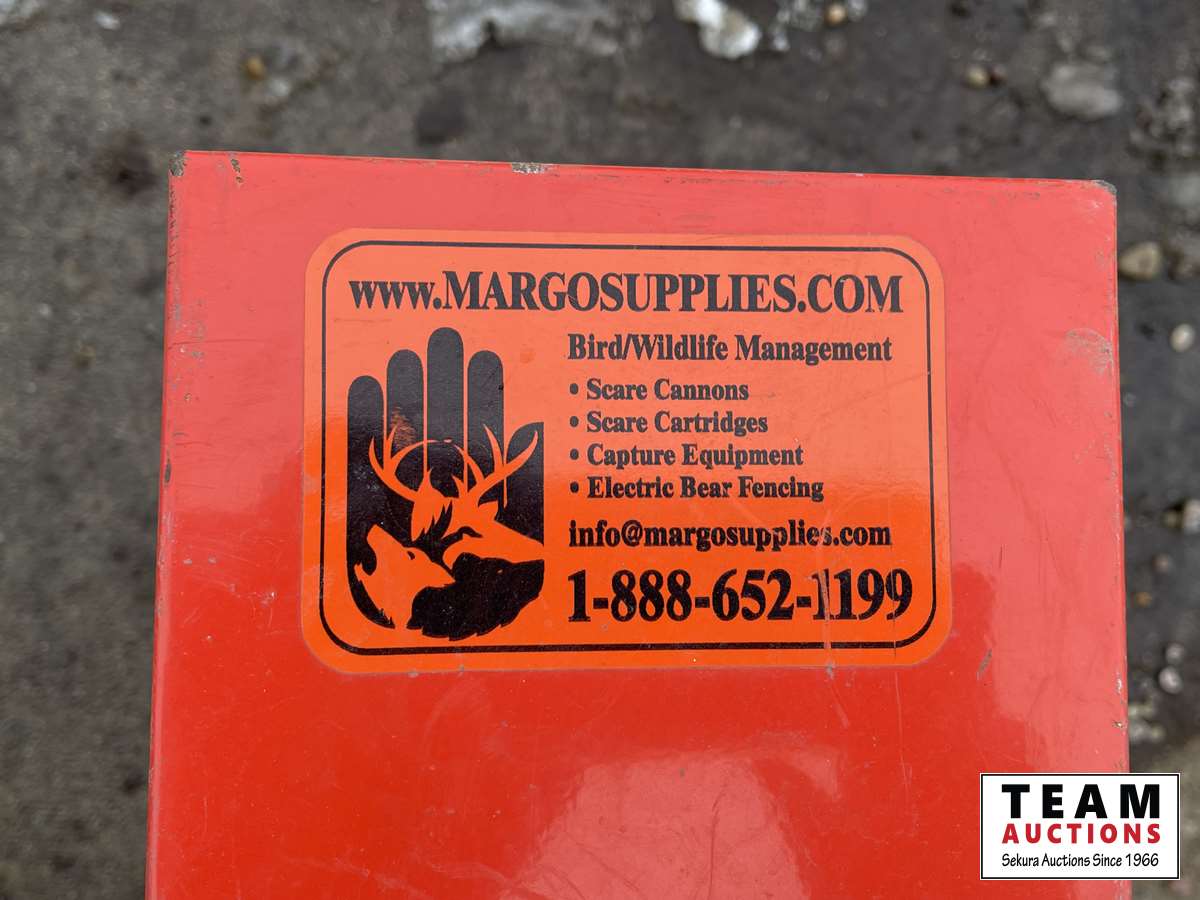 www.MARGOSUPPLIES.COM
Bird/Wildlife Management
• Scare Cannons
• Scare Cartridges
• Capture Equipment
• Electric Bear Fencing
info@margosupplies.com
1-888-652-1199
TEAM
AUCTIONS
Sekura Auctions Since 1966